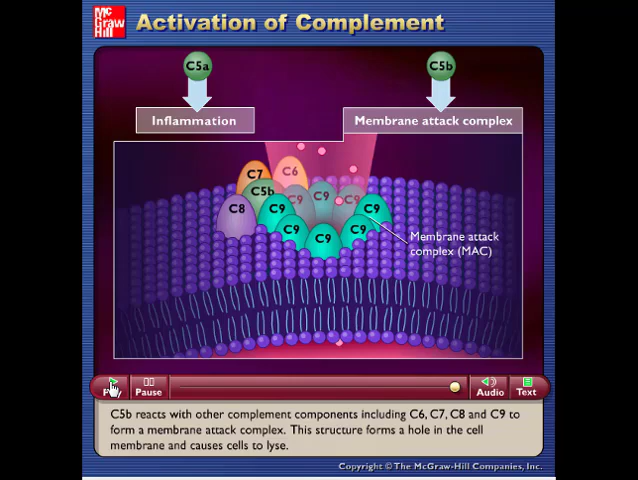 Mc
Graw
Hill
Activation of Complement
C5a
C5b
Inflammation
Membrane attack complex
C7
C6
C5b
C9
C9
C9
C8
C9
C9
C9
C9
C9
Membrane attack
complex (MAC)
Play
Pause
Audio
Text
C5b reacts with other complement components including C6, C7, C8 and C9 to
form a membrane attack complex. This structure forms a hole in the cell
membrane and causes cells to lyse.
Copyright © The McGraw-Hill Companies, Inc.